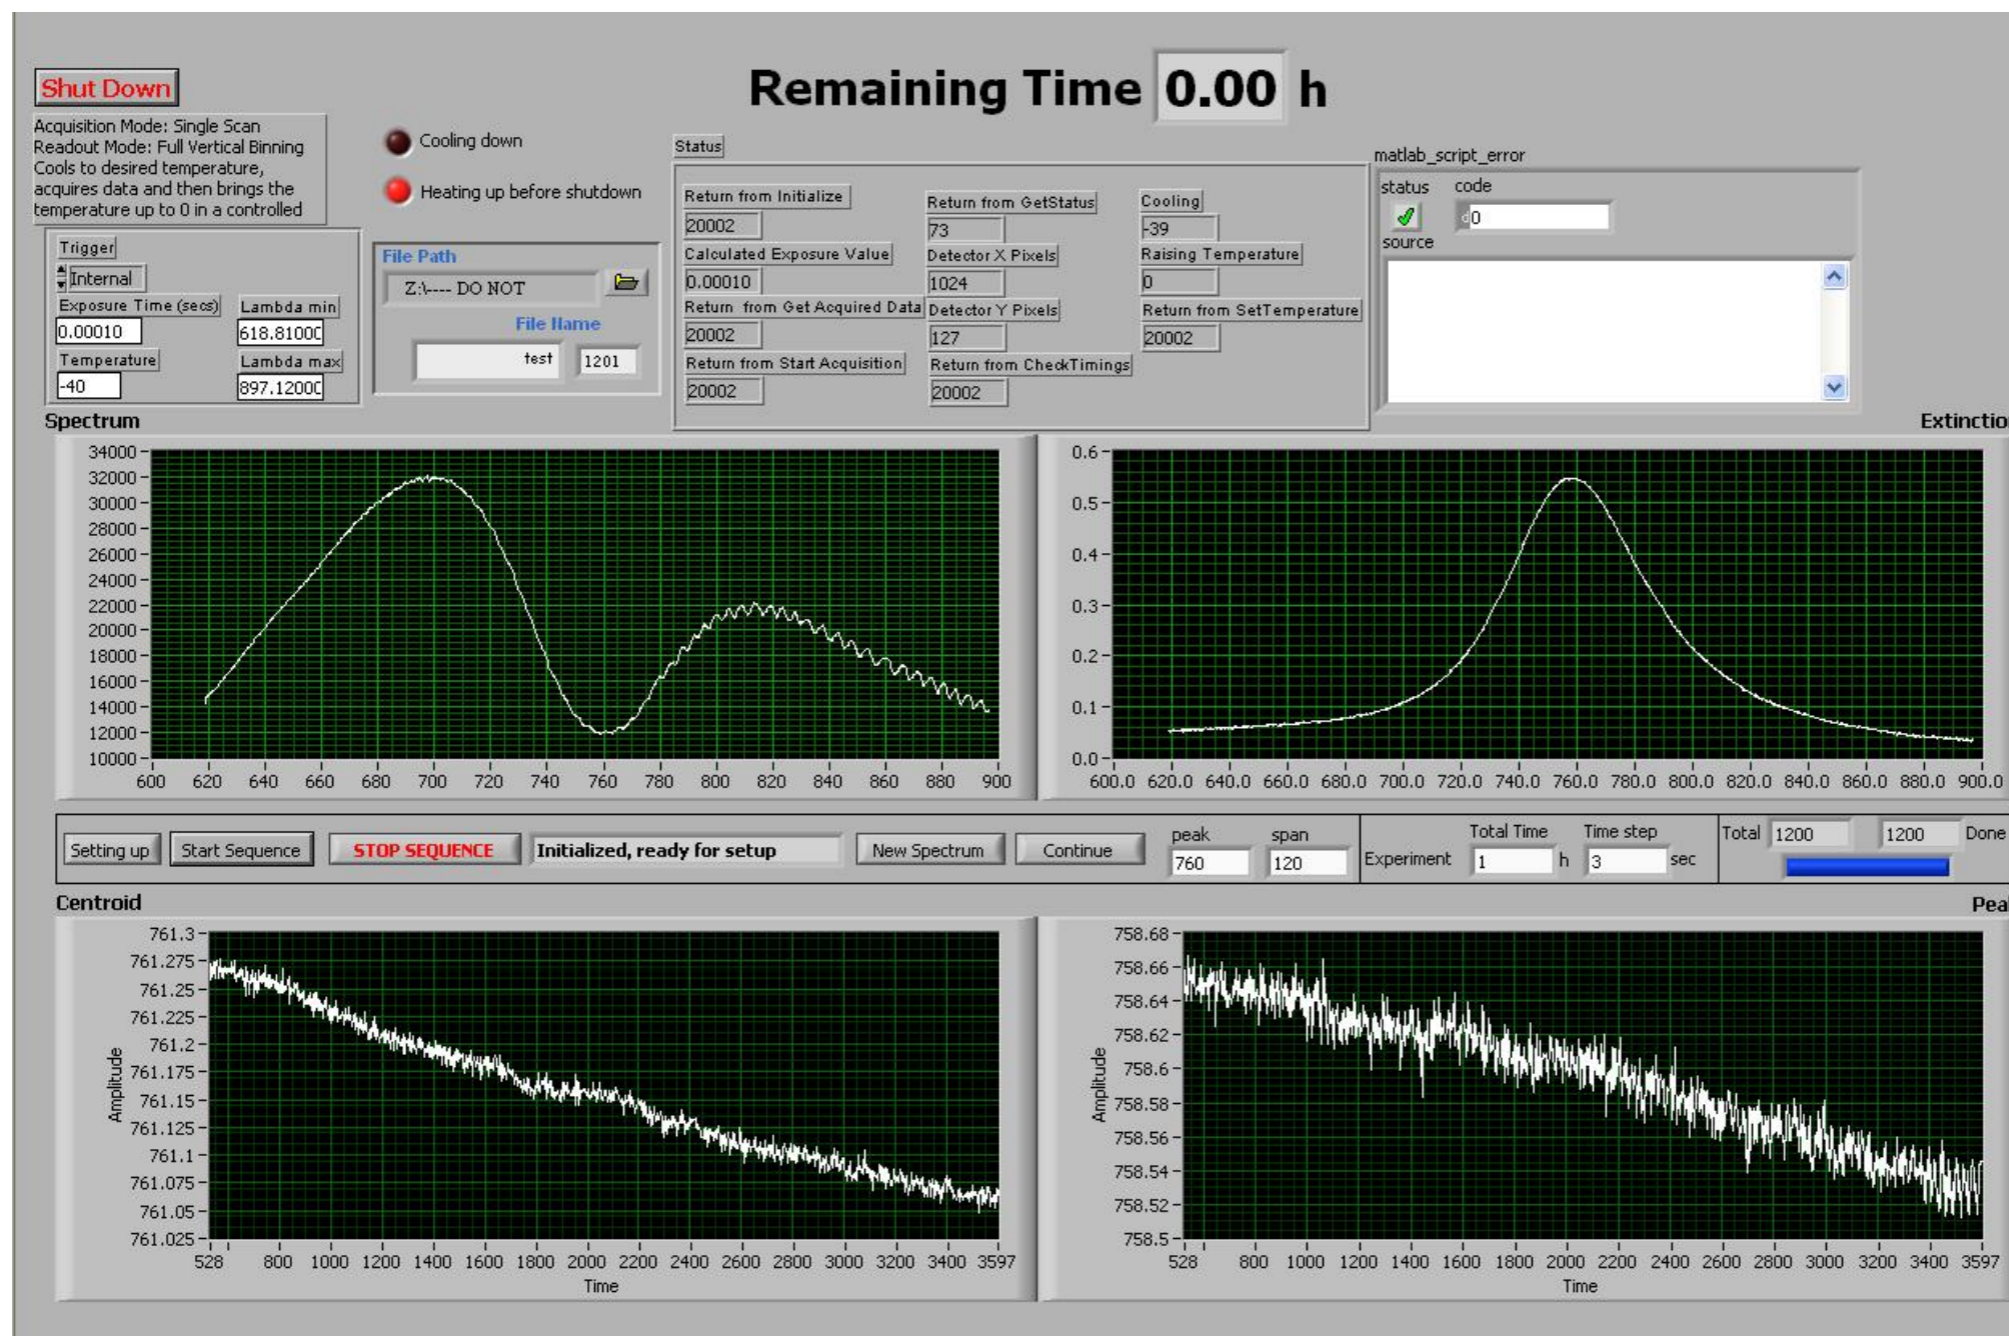 Remaining Time 0.00 h
Shut Down
Acquisition Mode: Single Scan
Readout Mode: Full Vertical Binning
Cools to desired temperature,
acquires data and then brings the
temperature up to 0 in a controlled
Cooling down
Heating up before shutdown
Trigger
Internal
Exposure Time (secs)
0.00010
Temperature
-40
Lambda min
618.81000
Lambda max
897.12000
File Path
Z:\---- DO NOT
File Name
test 1201
Status
Return from Initialize
20002
Calculated Exposure Value
0.00010
Return from Get Acquired Data
20002
Return from Start Acquisition
20002
Return from GetStatus
73
Detector X Pixels
1024
Detector Y Pixels
127
Return from CheckTimings
20002
Cooling
-39
Raising Temperature
0
Return from SetTemperature
20002
matlab_script_error
status code
d0
source
Spectrum
34000
32000
30000
28000
26000
24000
22000
20000
18000
16000
14000
12000
10000
600 620 640 660 680 700 720 740 760 780 800 820 840 860 880 900
Extinctio
0.6
0.5
0.4
0.3
0.2
0.1
0.0
600.0 620.0 640.0 660.0 680.0 700.0 720.0 740.0 760.0 780.0 800.0 820.0 840.0 860.0 880.0 900.0
Setting up Start Sequence STOP SEQUENCE Initialized, ready for setup New Spectrum Continue
peak span
760 120
Total Time Time step
Experiment 1 h 3 sec
Total 1200 1200 Done
Centroid
761.3
761.275
761.25
761.225
761.2
761.175
761.15
761.125
761.1
761.075
761.05
761.025
Amplitude
528 800 1000 1200 1400 1600 1800 2000 2200 2400 2600 2800 3000 3200 3400 3597
Time
Pea
758.68
758.66
758.64
758.62
758.6
758.58
758.56
758.54
758.52
758.5
Amplitude
528 800 1000 1200 1400 1600 1800 2000 2200 2400 2600 2800 3000 3200 3400 3597
Time